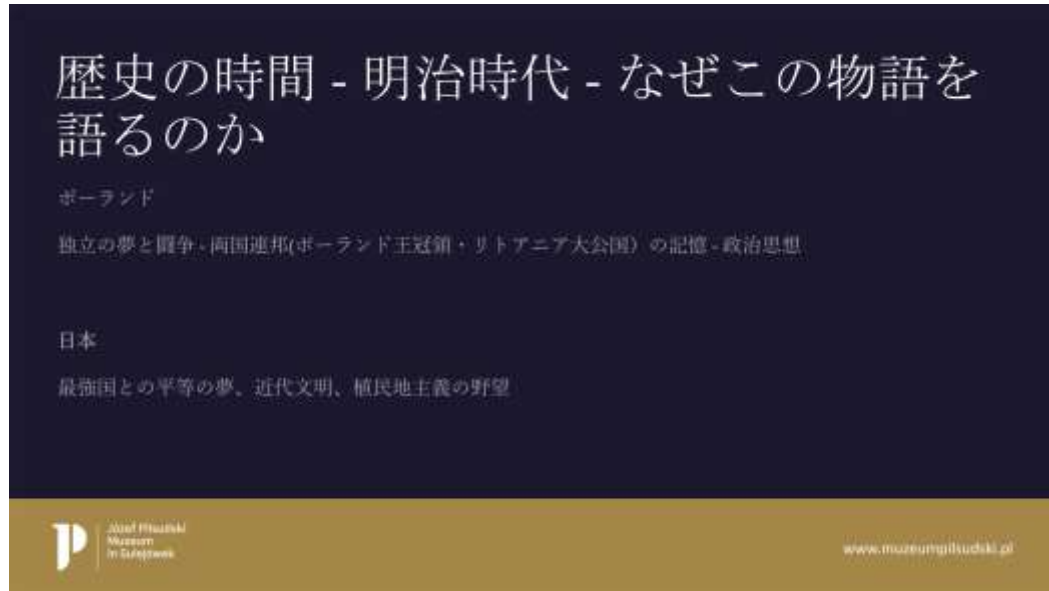 歴史の時間 - 明治時代 - なぜこの物語を
語るのか
ポーランド
独立の夢と闘争 - 両国連邦(ポーランド王冠領・リトアニア大公国）の記憶 - 政治思想
日本
最強国との平等の夢、近代文明、植民地主義の野望
Józef Piłsudski
Museum
in Sulejówek
www.muzeumpilsudski.pl